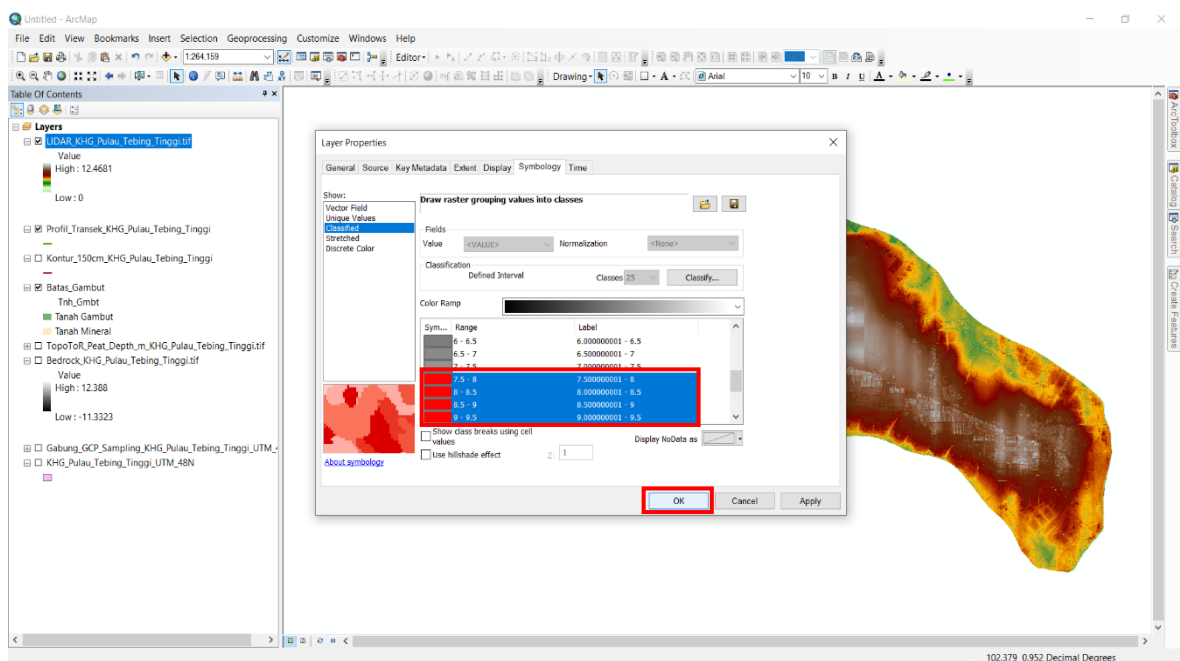 Untitled - ArcMap
File Edit View Bookmarks Insert Selection Geoprocessing Customize Windows Help
1:264.159
Editor
Drawing
Arial
10
B I U A
Table Of Contents
Layers
LIDAR_KHG_Pulau_Tebing_Tinggi.tif
Value
High : 12.4681
Low : 0
Profil_Transek_KHG_Pulau_Tebing_Tinggi
Kontur_150cm_KHG_Pulau_Tebing_Tinggi
Batas_Gambut
Tnh_Gmbt
Tanah Gambut
Tanah Mineral
TopoToR_Peat_Depth_m_KHG_Pulau_Tebing_Tinggi.tif
Bedrock_KHG_Pulau_Tebing_Tinggi.tif
Value
High : 12.388
Low : -11.3323
Gabung_GCP_Sampling_KHG_Pulau_Tebing_Tinggi_UTM_
KHG_Pulau_Tebing_Tinggi_UTM_48N
Layer Properties
General Source Key Metadata Extent Display Symbology Time
Show:
Vector Field
Unique Values
Classified
Stretched
Discrete Color
About symbology
Draw raster grouping values into classes
Fields
Value <VALUE> Normalization <None>
Classification
Defined Interval Classes 25 Classify...
Color Ramp
Sym... Range Label
6 - 6.5 6.000000001 - 6.5
6.5 - 7 6.500000001 - 7
7 - 7.5 7.000000001 - 7.5
7.5 - 8 7.500000001 - 8
8 - 8.5 8.000000001 - 8.5
8.5 - 9 8.500000001 - 9
9 - 9.5 9.000000001 - 9.5
Show class breaks using cell values
Display NoData as
Use hillshade effect Z: 1
OK Cancel Apply
ArcToolbox
Catalog
Search
Create Features
102.379 0.952 Decimal Degrees